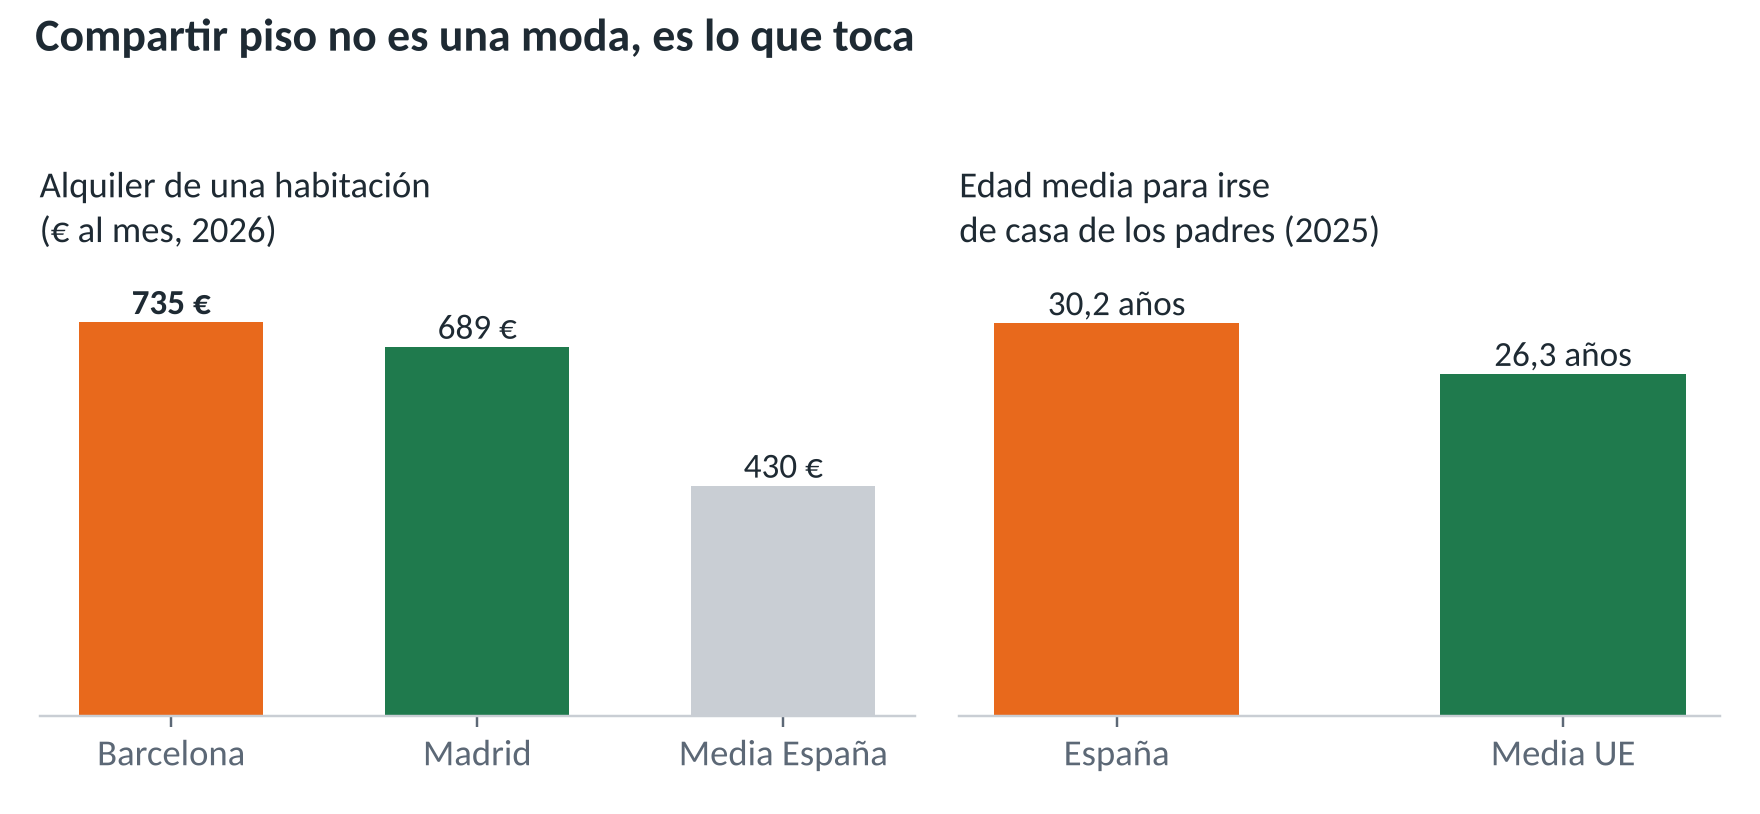 Compartir piso no es una moda, es lo que toca
Alquiler de una habitación
(€ al mes, 2026)
735 €
689 €
430 €
Barcelona
Madrid
Media España
Edad media para irse
de casa de los padres (2025)
30,2 años
26,3 años
España
Media UE